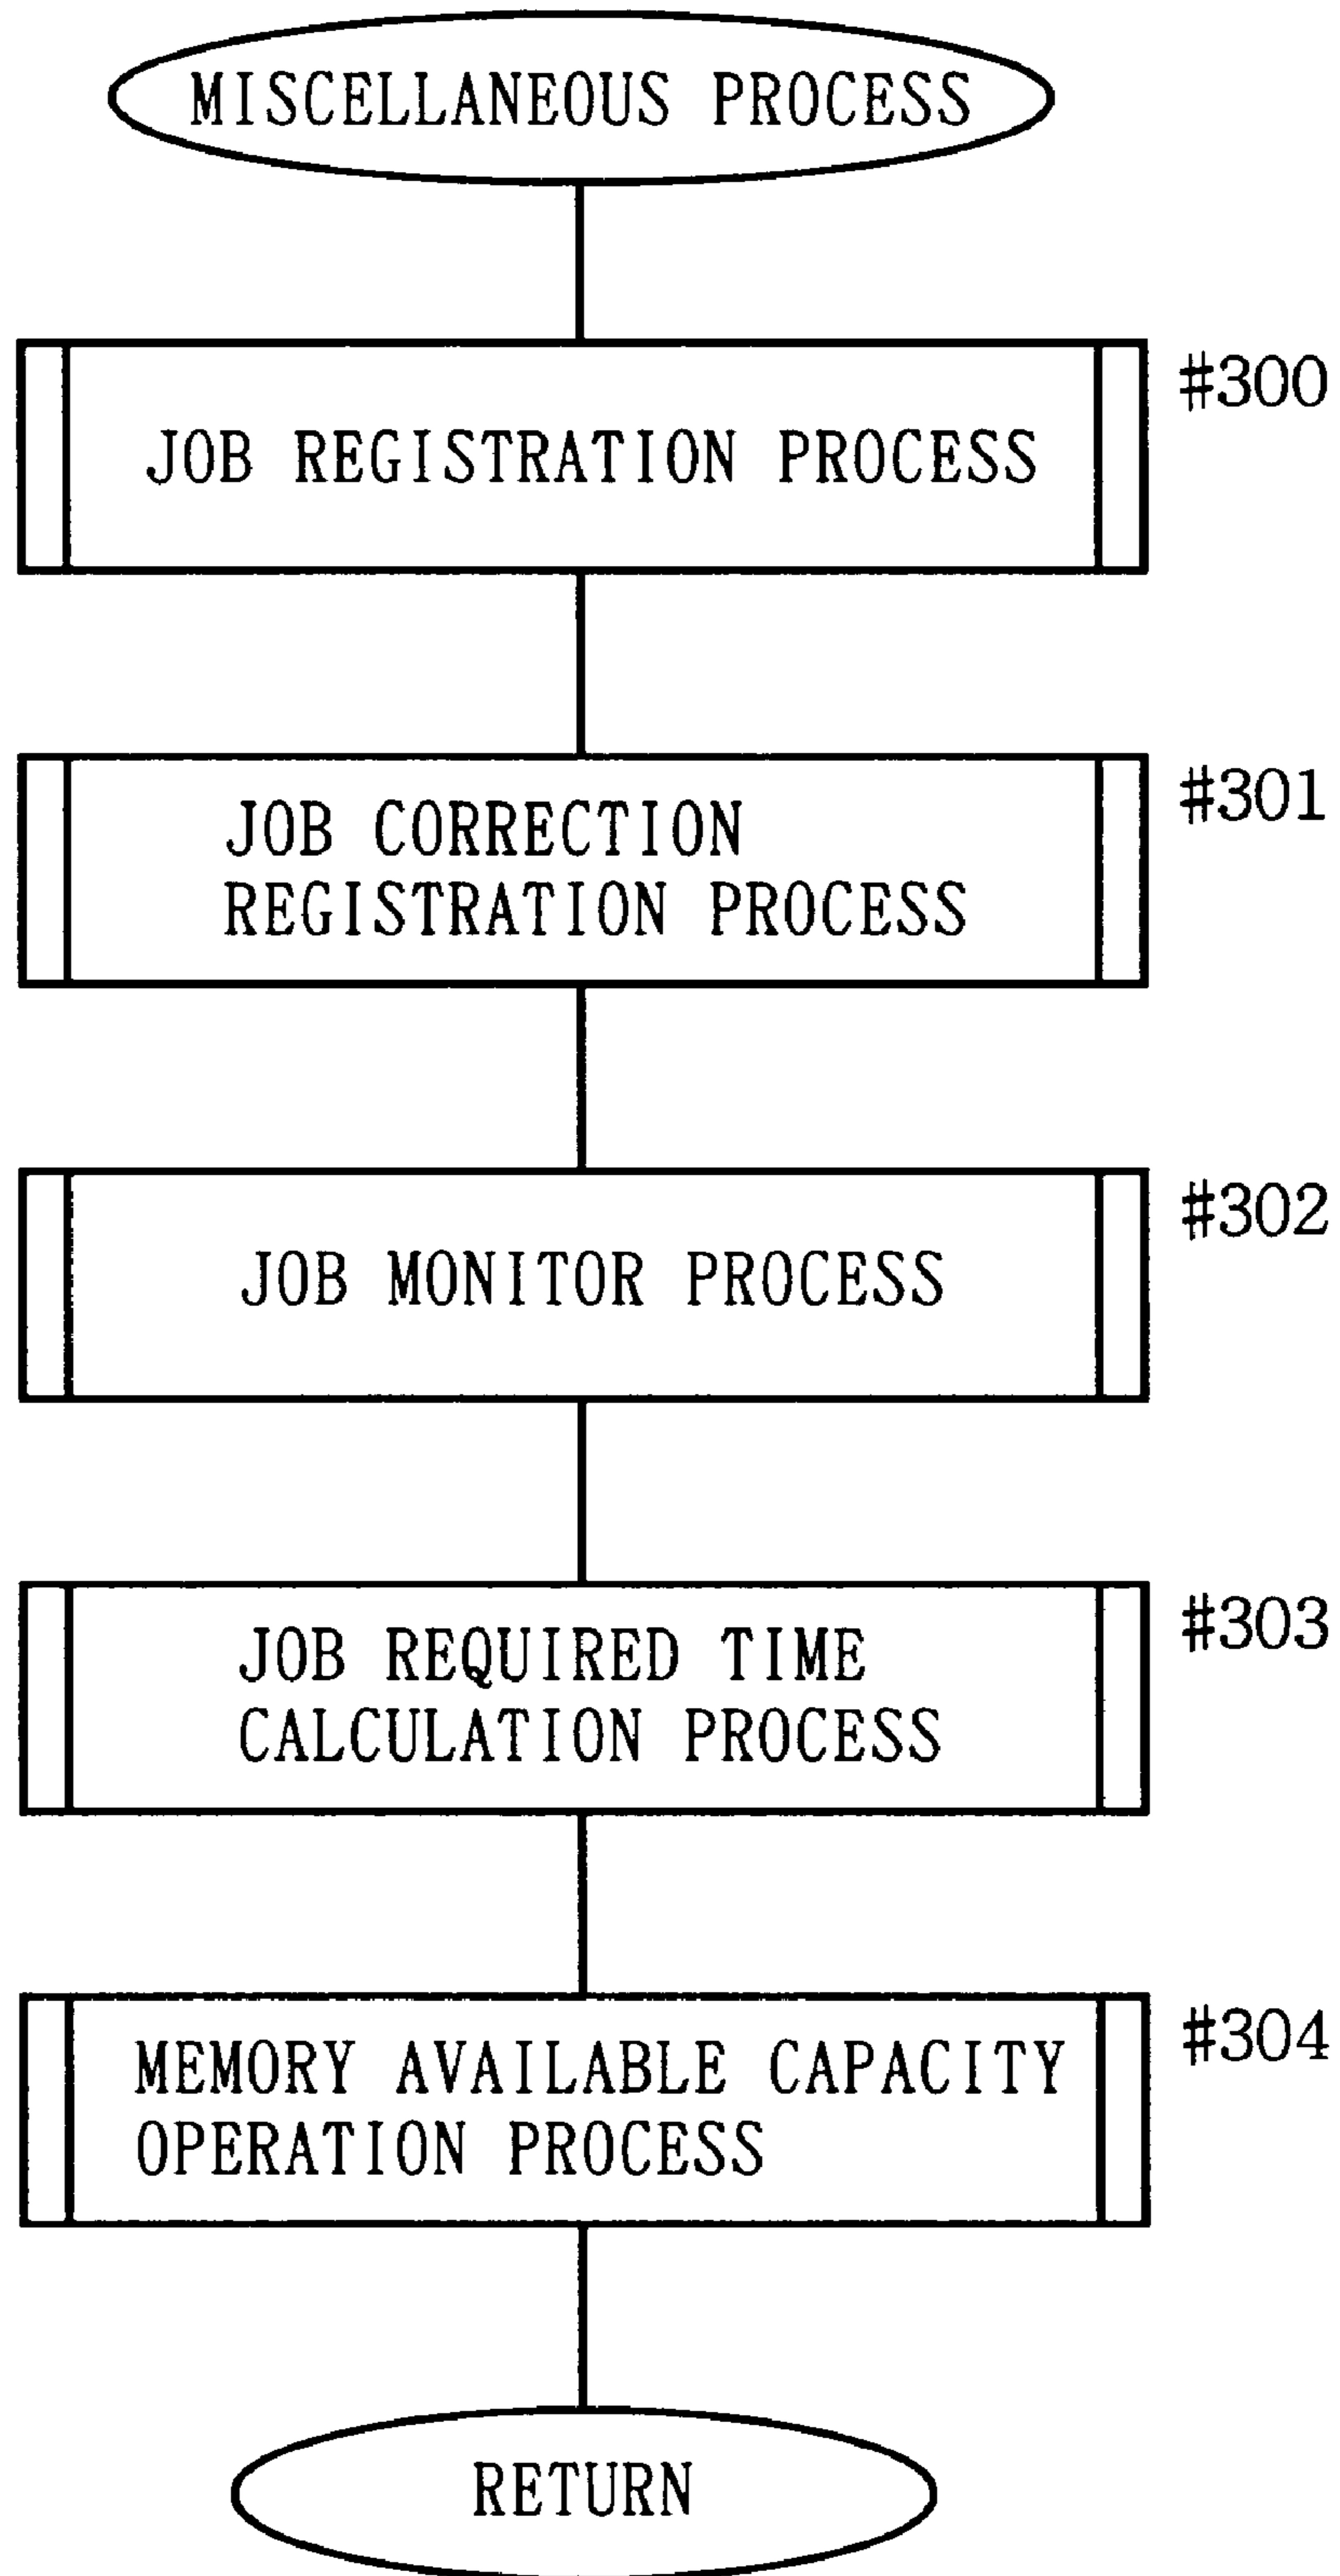 MISCELLANEOUS PROCESS
#300
JOB REGISTRATION PROCESS
#301
JOB CORRECTION
REGISTRATION PROCESS
#302
JOB MONITOR PROCESS
#303
JOB REQUIRED TIME
CALCULATION PROCESS
#304
MEMORY AVAILABLE CAPACITY
OPERATION PROCESS
RETURN